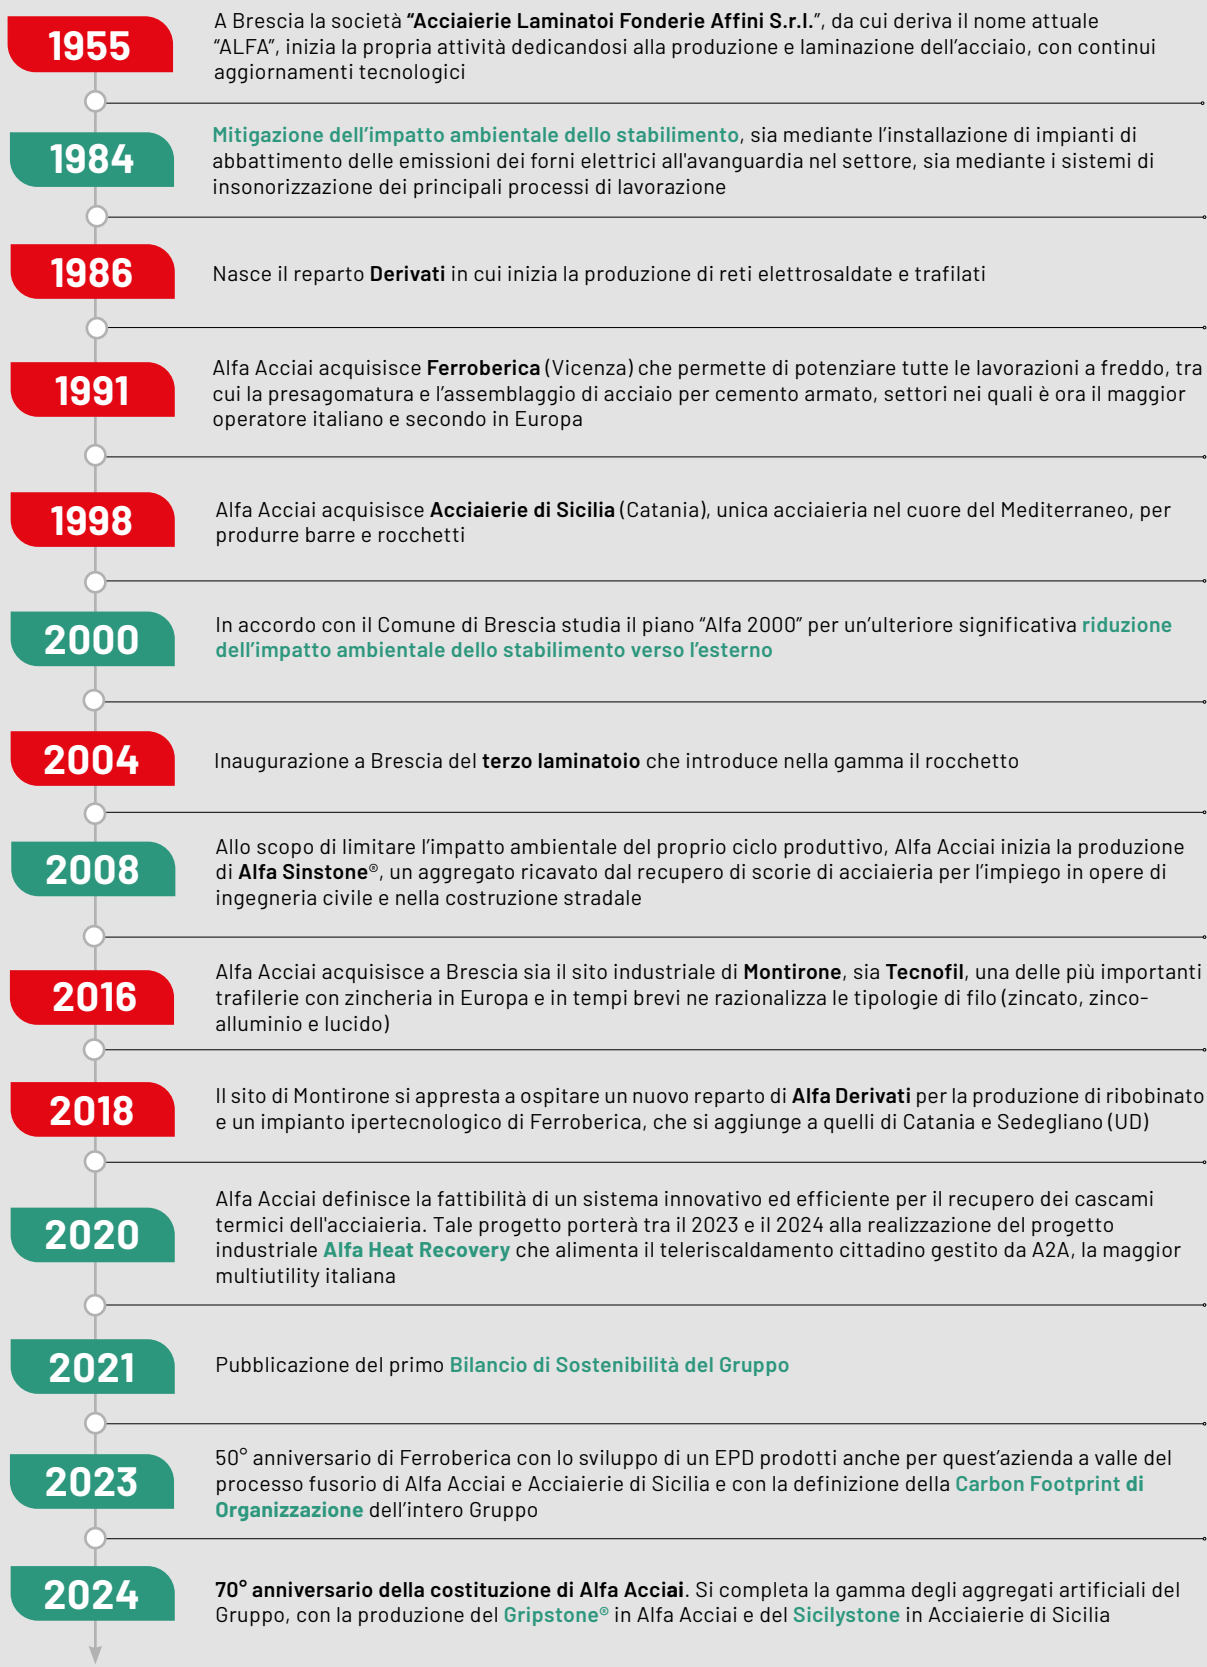 1955
A Brescia la società “Acciaierie Laminatoi Fonderie Affini S.r.l.”, da cui deriva il nome attuale
“ALFA”, inizia la propria attività dedicandosi alla produzione e laminazione dell’acciaio, con continui
aggiornamenti tecnologici
1984
Mitigazione dell’impatto ambientale dello stabilimento, sia mediante l’installazione di impianti di
abbattimento delle emissioni dei forni elettrici all'avanguardia nel settore, sia mediante i sistemi di
insonorizzazione dei principali processi di lavorazione
1986
Nasce il reparto Derivati in cui inizia la produzione di reti elettrosaldate e trafilati
1991
Alfa Acciai acquisisce Ferroberica (Vicenza) che permette di potenziare tutte le lavorazioni a freddo, tra
cui la presagomatura e l’assemblaggio di acciaio per cemento armato, settori nei quali è ora il maggior
operatore italiano e secondo in Europa
1998
Alfa Acciai acquisisce Acciaierie di Sicilia (Catania), unica acciaieria nel cuore del Mediterraneo, per
produrre barre e rocchetti
2000
In accordo con il Comune di Brescia studia il piano “Alfa 2000” per un’ulteriore significativa riduzione
dell’impatto ambientale dello stabilimento verso l’esterno
2004
Inaugurazione a Brescia del terzo laminatoio che introduce nella gamma il rocchetto
2008
Allo scopo di limitare l’impatto ambientale del proprio ciclo produttivo, Alfa Acciai inizia la produzione
di Alfa Sinstone®, un aggregato ricavato dal recupero di scorie di acciaieria per l’impiego in opere di
ingegneria civile e nella costruzione stradale
2016
Alfa Acciai acquisisce a Brescia sia il sito industriale di Montirone, sia Tecnofil, una delle più importanti
trafilerie con zincheria in Europa e in tempi brevi ne razionalizza le tipologie di filo (zincato, zinco-
alluminio e lucido)
2018
Il sito di Montirone si appresta a ospitare un nuovo reparto di Alfa Derivati per la produzione di ribobinato
e un impianto ipertecnologico di Ferroberica, che si aggiunge a quelli di Catania e Sedegliano (UD)
2020
Alfa Acciai definisce la fattibilità di un sistema innovativo ed efficiente per il recupero dei cascami
termici dell'acciaieria. Tale progetto porterà tra il 2023 e il 2024 alla realizzazione del progetto
industriale Alfa Heat Recovery che alimenta il teleriscaldamento cittadino gestito da A2A, la maggior
multiutility italiana
2021
Pubblicazione del primo Bilancio di Sostenibilità del Gruppo
2023
50° anniversario di Ferroberica con lo sviluppo di un EPD prodotti anche per quest’azienda a valle del
processo fusorio di Alfa Acciai e Acciaierie di Sicilia e con la definizione della Carbon Footprint di
Organizzazione dell’intero Gruppo
2024
70° anniversario della costituzione di Alfa Acciai. Si completa la gamma degli aggregati artificiali del
Gruppo, con la produzione del Gripstone® in Alfa Acciai e del Sicilystone in Acciaierie di Sicilia